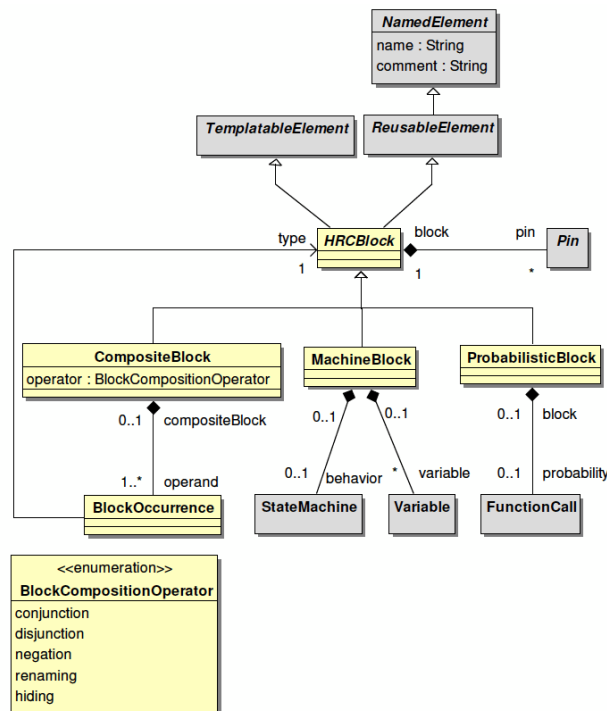 NamedElement
name : String
comment : String
TemplatableElement
ReusableElement
type
HRCBlock
block
pin
Pin
1
1
*
CompositeBlock
operator : BlockCompositionOperator
MachineBlock
ProbabilisticBlock
0..1
compositeBlock
0..1
0..1
0..1
block
1..*
operand
0..1
behavior
*
variable
0..1
probability
BlockOccurrence
StateMachine
Variable
FunctionCall
<<enumeration>>
BlockCompositionOperator
conjunction
disjunction
negation
renaming
hiding